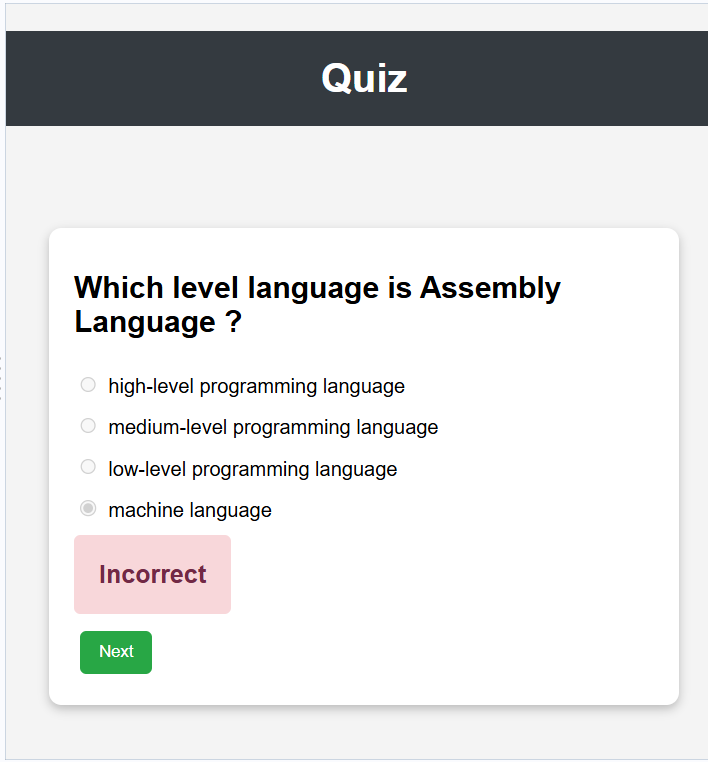 Quiz
Which level language is Assembly
Language ?
high-level programming language
medium-level programming language
low-level programming language
machine language
Incorrect
Next